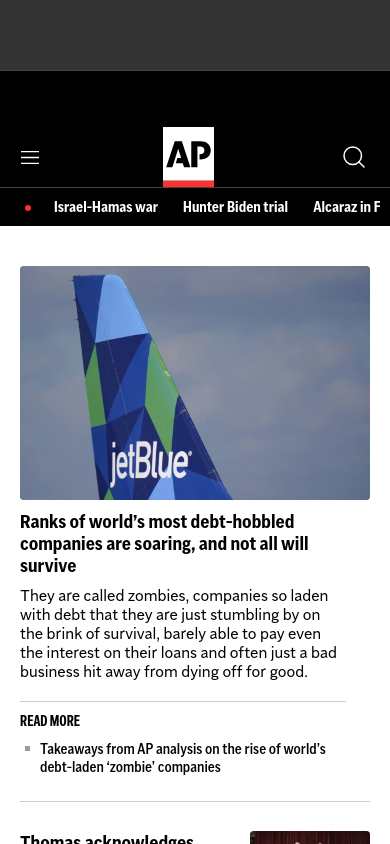 AP
Israel-Hamas war Hunter Biden trial Alcaraz in F
jetBlue
Ranks of world's most debt-hobbled
companies are soaring, and not all will
survive
They are called zombies, companies so laden
with debt that they are just stumbling by on
the brink of survival, barely able to pay even
the interest on their loans and often just a bad
business hit away from dying off for good.
READ MORE
Takeaways from AP analysis on the rise of world's
debt-laden 'zombie' companies
Thomas acknowledges